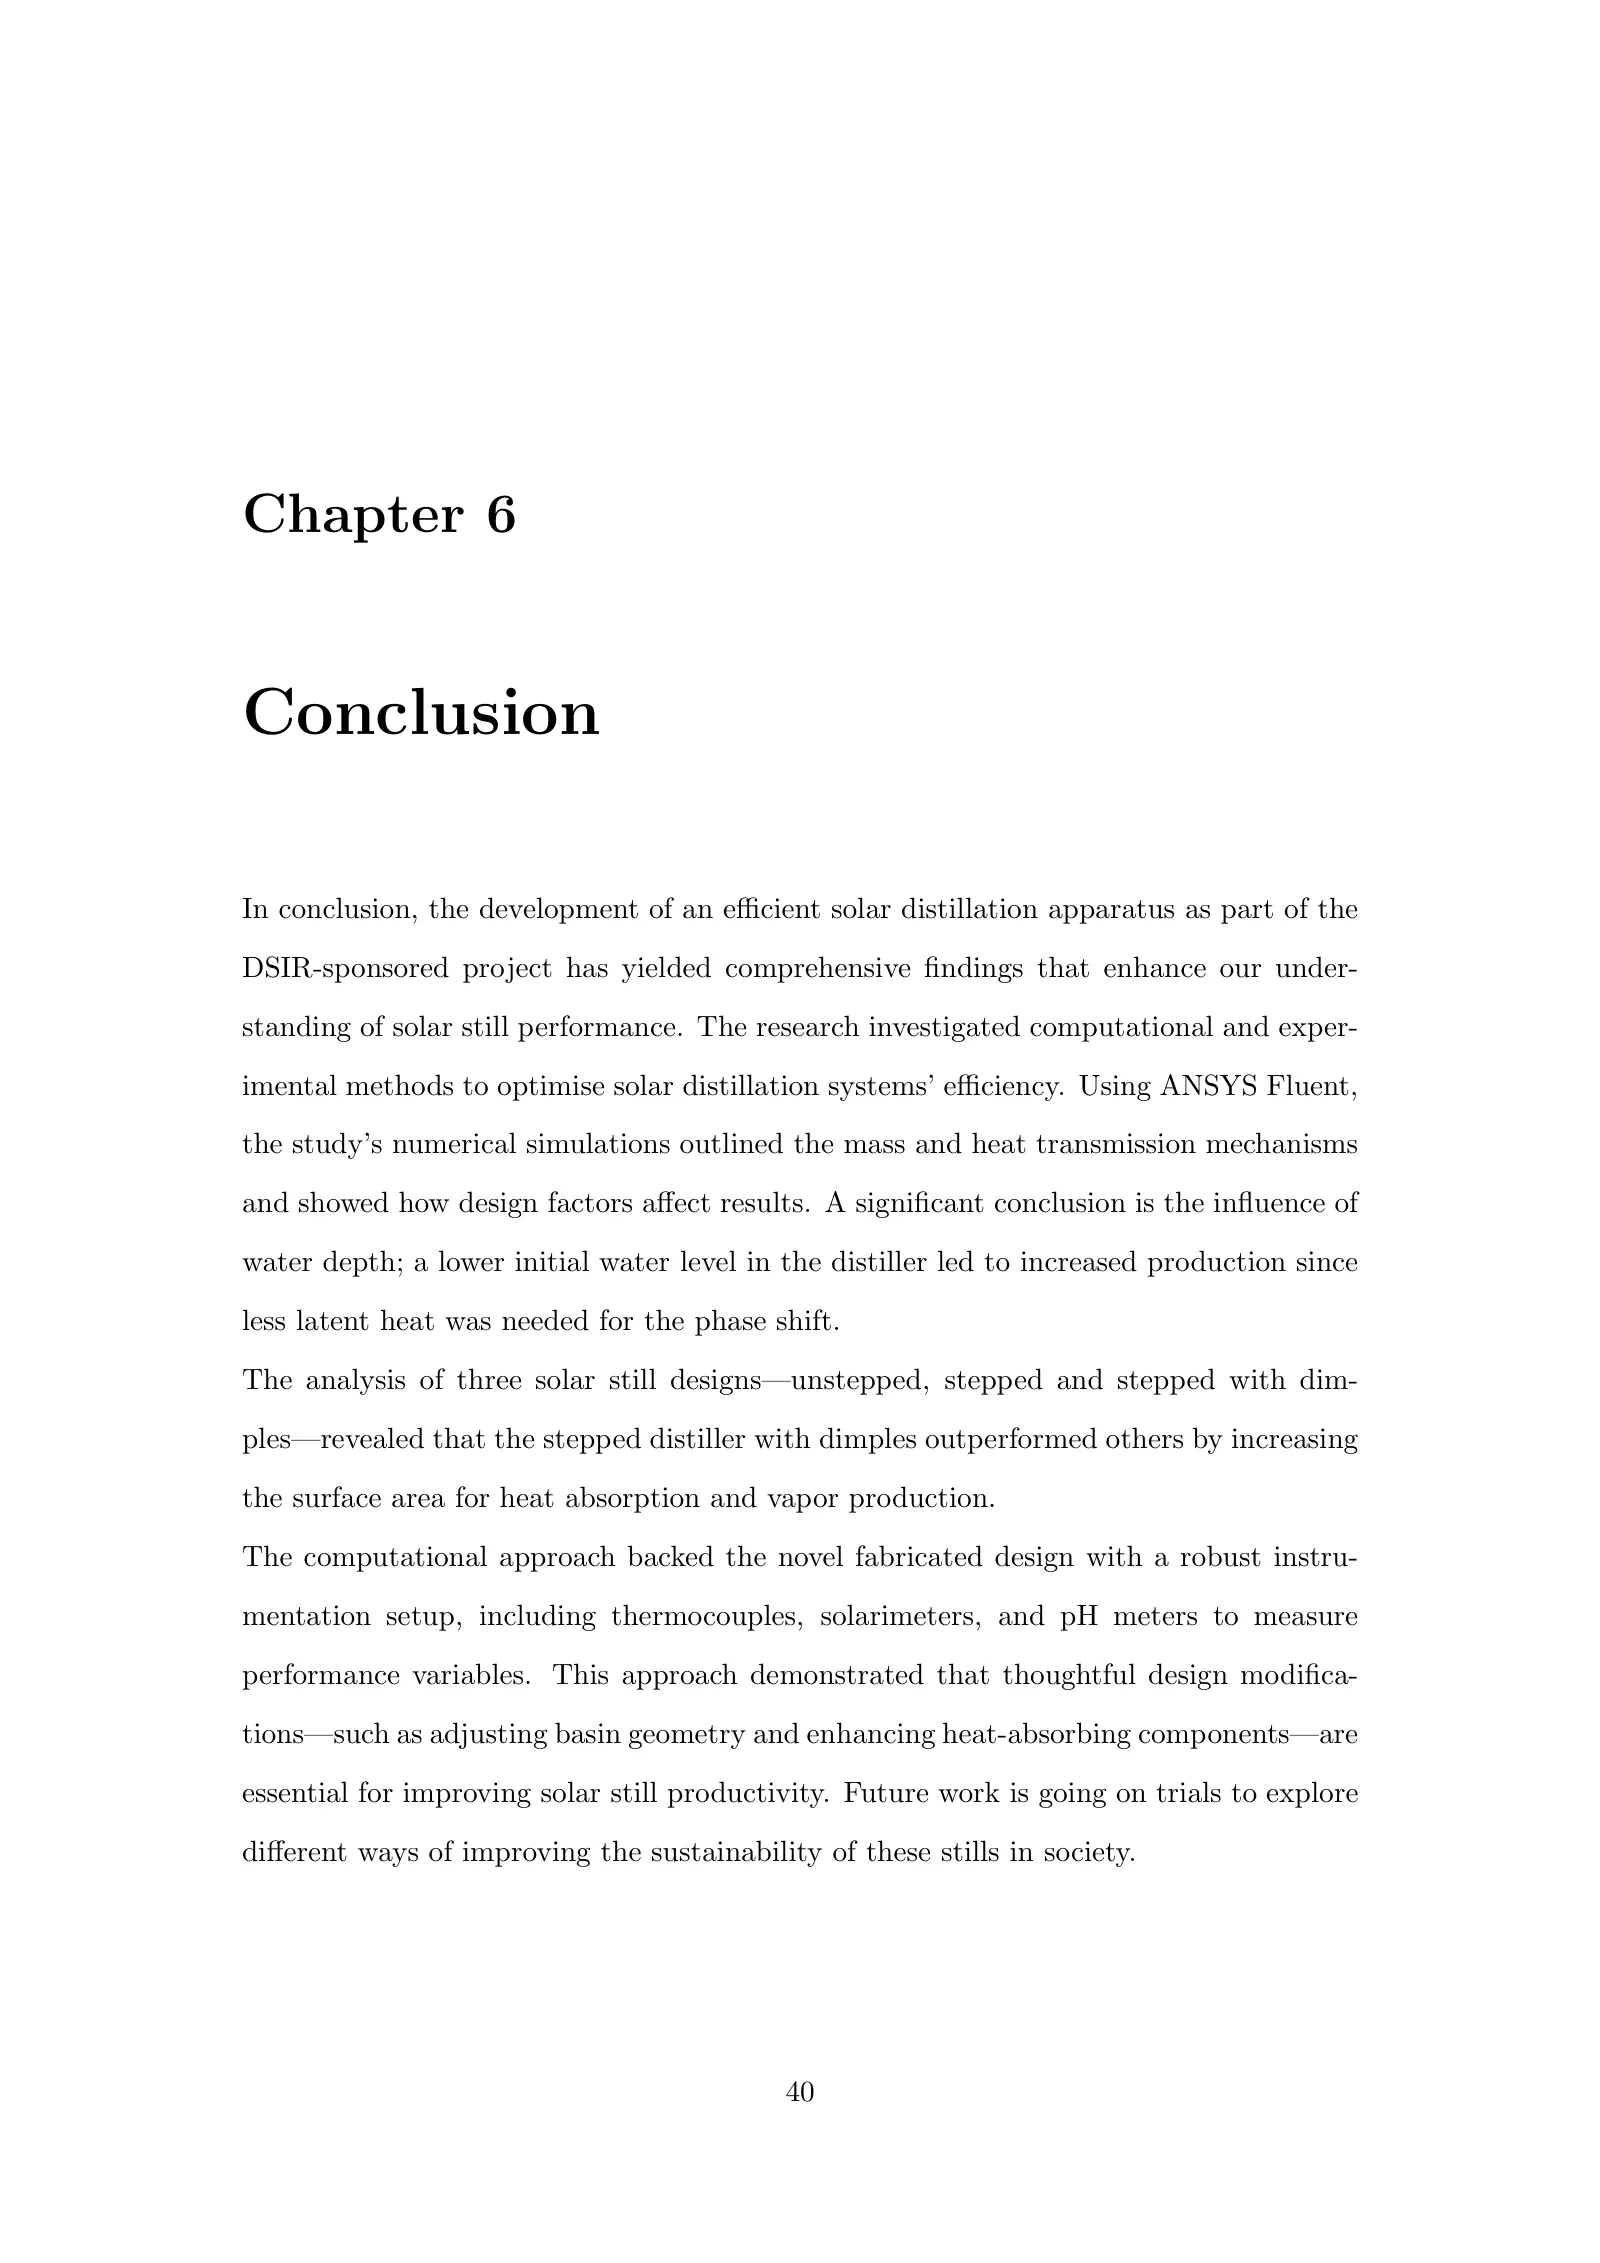 Chapter 6
Conclusion
In conclusion, the development of an efficient solar distillation apparatus as part of the
DSIR-sponsored project has yielded comprehensive findings that enhance our under-
standing of solar still performance. The research investigated computational and exper-
imental methods to optimise solar distillation systems’ efficiency. Using ANSYS Fluent,
the study’s numerical simulations outlined the mass and heat transmission mechanisms
and showed how design factors affect results. A significant conclusion is the influence of
water depth; a lower initial water level in the distiller led to increased production since
less latent heat was needed for the phase shift.
The analysis of three solar still designs—unstepped, stepped and stepped with dim-
ples—revealed that the stepped distiller with dimples outperformed others by increasing
the surface area for heat absorption and vapor production.
The computational approach backed the novel fabricated design with a robust instru-
mentation setup, including thermocouples, solarimeters, and pH meters to measure
performance variables. This approach demonstrated that thoughtful design modifica-
tions—such as adjusting basin geometry and enhancing heat-absorbing components—are
essential for improving solar still productivity. Future work is going on trials to explore
different ways of improving the sustainability of these stills in society.
40